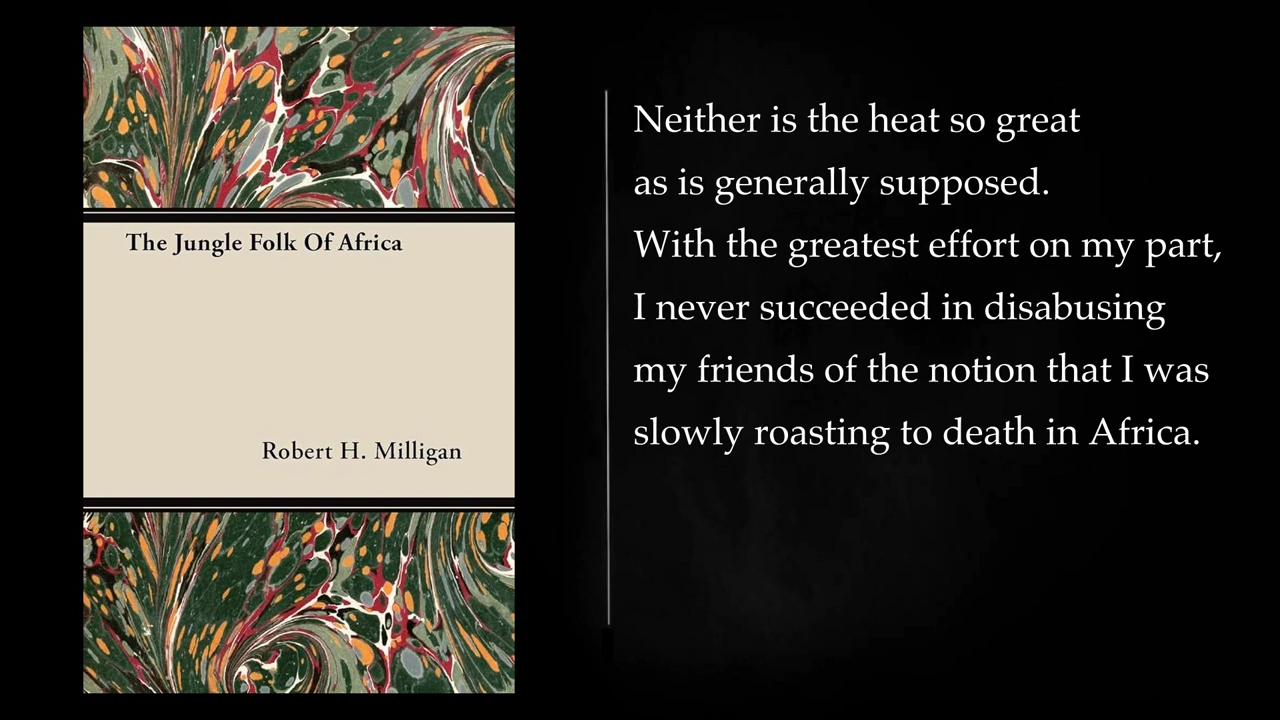 The Jungle Folk Of Africa
Robert H. Milligan
Neither is the heat so great
as is generally supposed.
With the greatest effort on my part,
I never succeeded in disabusing
my friends of the notion that I was
slowly roasting to death in Africa.